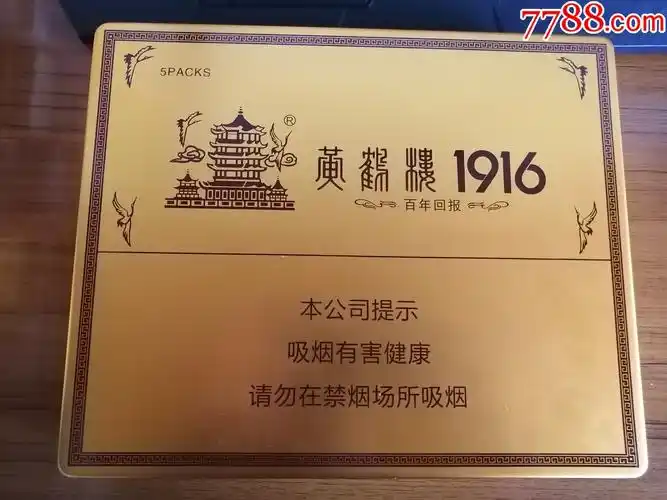 7788.com
5PACKS
®
黄鹤楼 1916
百年回报
本公司提示
吸烟有害健康
请勿在禁烟场所吸烟